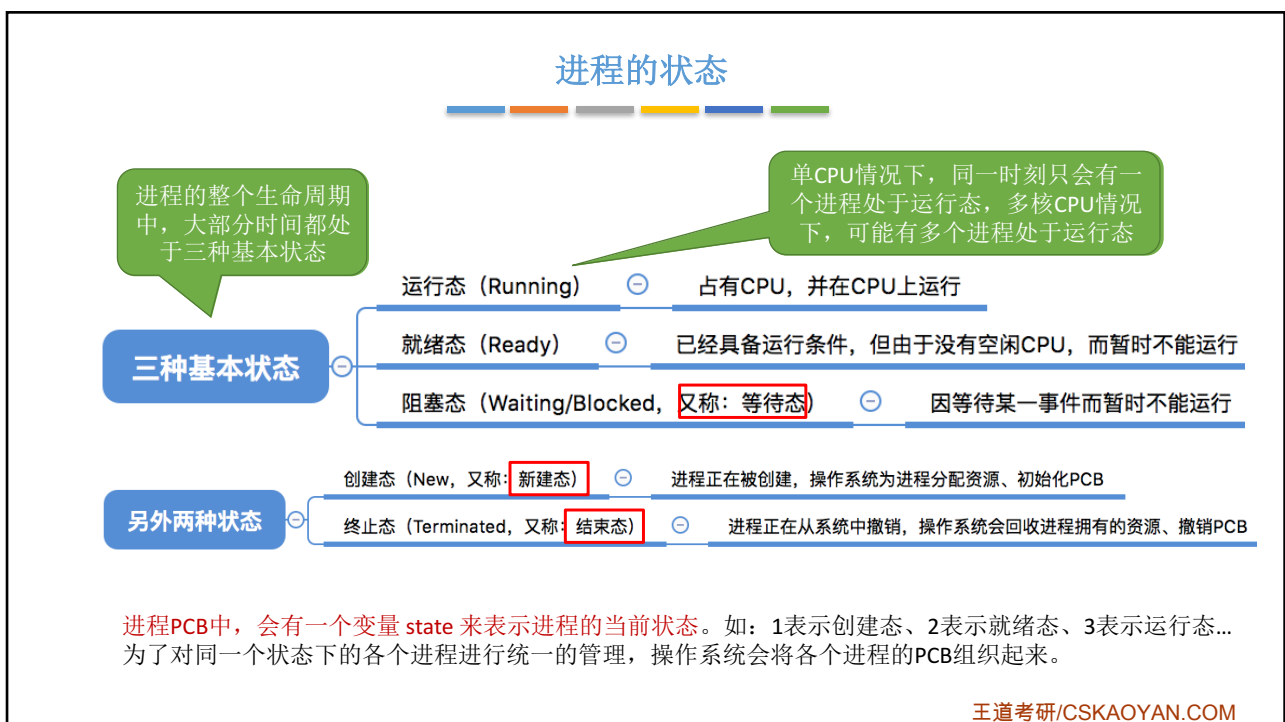 进程的状态
进程的整个生命周期
中，大部分时间都处
于三种基本状态
单CPU情况下，同一时刻只会有一
个进程处于运行态，多核CPU情况
下，可能有多个进程处于运行态
三种基本状态
运行态（Running） 占有CPU，并在CPU上运行
就绪态（Ready） 已经具备运行条件，但由于没有空闲CPU，而暂时不能运行
阻塞态（Waiting/Blocked，又称：等待态） 因等待某一事件而暂时不能运行
另外两种状态
创建态（New，又称：新建态） 进程正在被创建，操作系统为进程分配资源、初始化PCB
终止态（Terminated，又称：结束态） 进程正在从系统中撤销，操作系统会回收进程拥有的资源、撤销PCB
进程PCB中，会有一个变量 state 来表示进程的当前状态。如：1表示创建态、2表示就绪态、3表示运行态…
为了对同一个状态下的各个进程进行统一的管理，操作系统会将各个进程的PCB组织起来。
王道考研/CSKAOYAN.COM